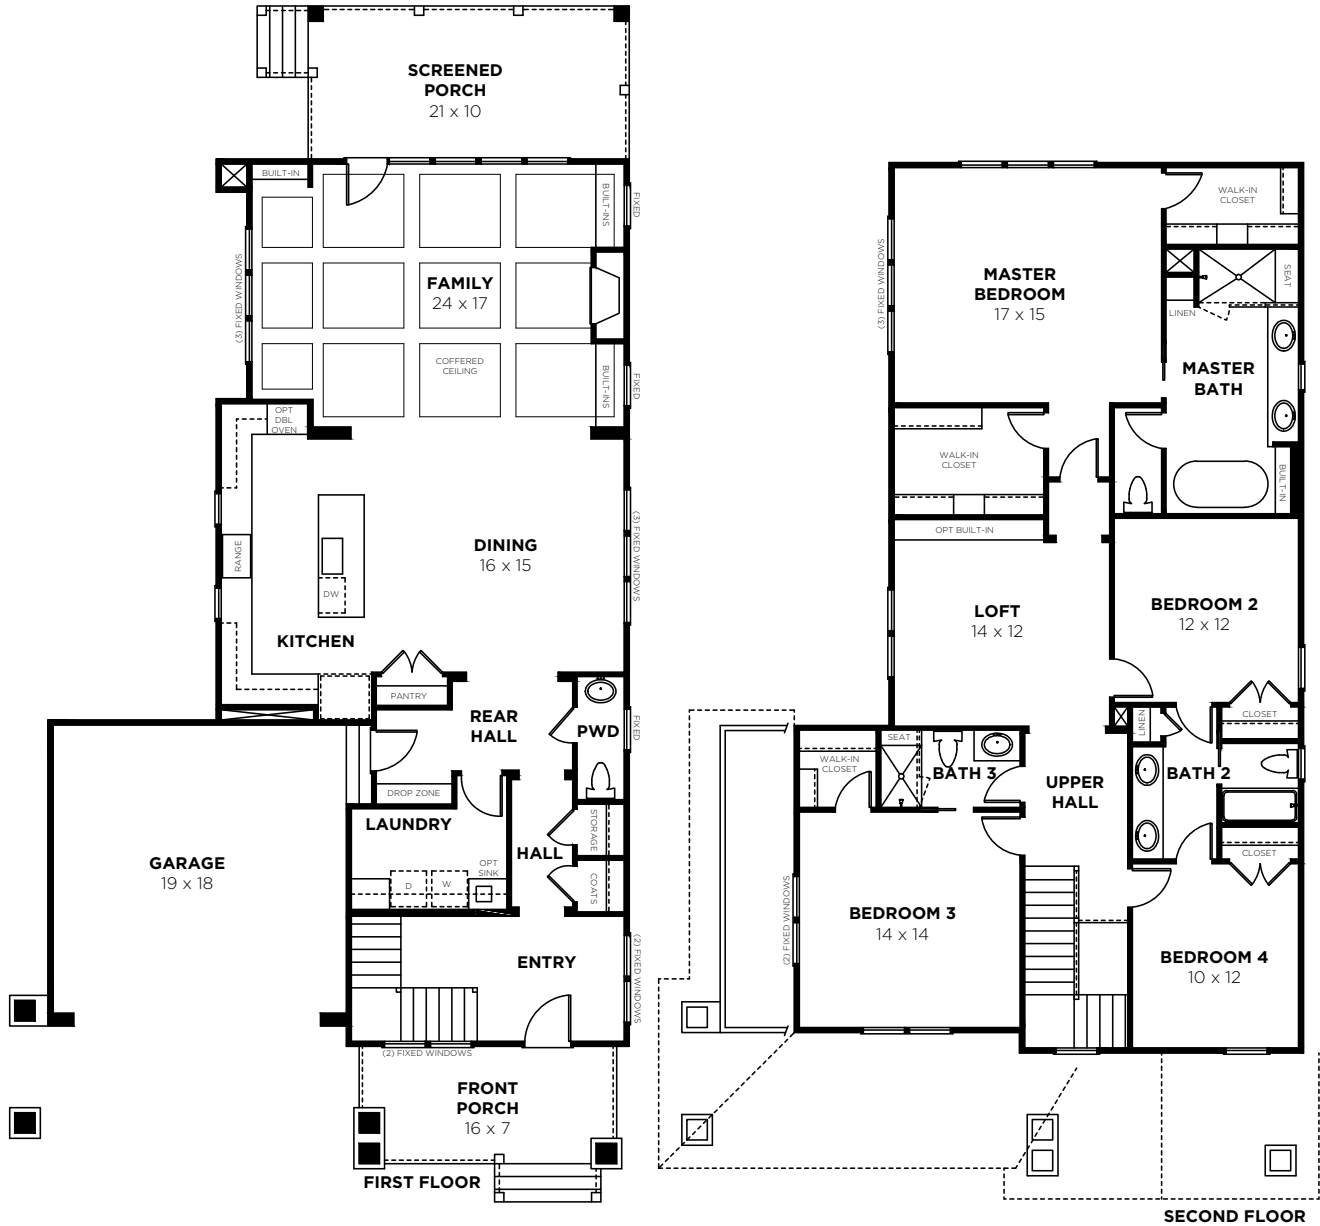 SCREENED
PORCH
21 x 10
BUILT-IN
BUILT-INS
FIXED
(3) FIXED WINDOWS
FAMILY
24 x 17
COFFERED
CEILING
BUILT-INS
FIXED
OPT
DBL
OVEN
RANGE
DW
DINING
16 x 15
(3) FIXED WINDOWS
KITCHEN
PANTRY
REAR
HALL
PWD
FIXED
DROP ZONE
LAUNDRY
HALL
STORAGE
OPT
SINK
D
W
COATS
GARAGE
19 x 18
ENTRY
(2) FIXED WINDOWS
(2) FIXED WINDOWS
FRONT
PORCH
16 x 7
FIRST FLOOR
WALK-IN
CLOSET
(3) FIXED WINDOWS
MASTER
BEDROOM
17 x 15
SEAT
LINEN
MASTER
BATH
WALK-IN
CLOSET
BUILT-IN
OPT BUILT-IN
LOFT
14 x 12
BEDROOM 2
12 x 12
LINEN
CLOSET
SEAT
WALK-IN
CLOSET
BATH 3
UPPER
HALL
BATH 2
CLOSET
(2) FIXED WINDOWS
BEDROOM 3
14 x 14
BEDROOM 4
10 x 12
SECOND FLOOR